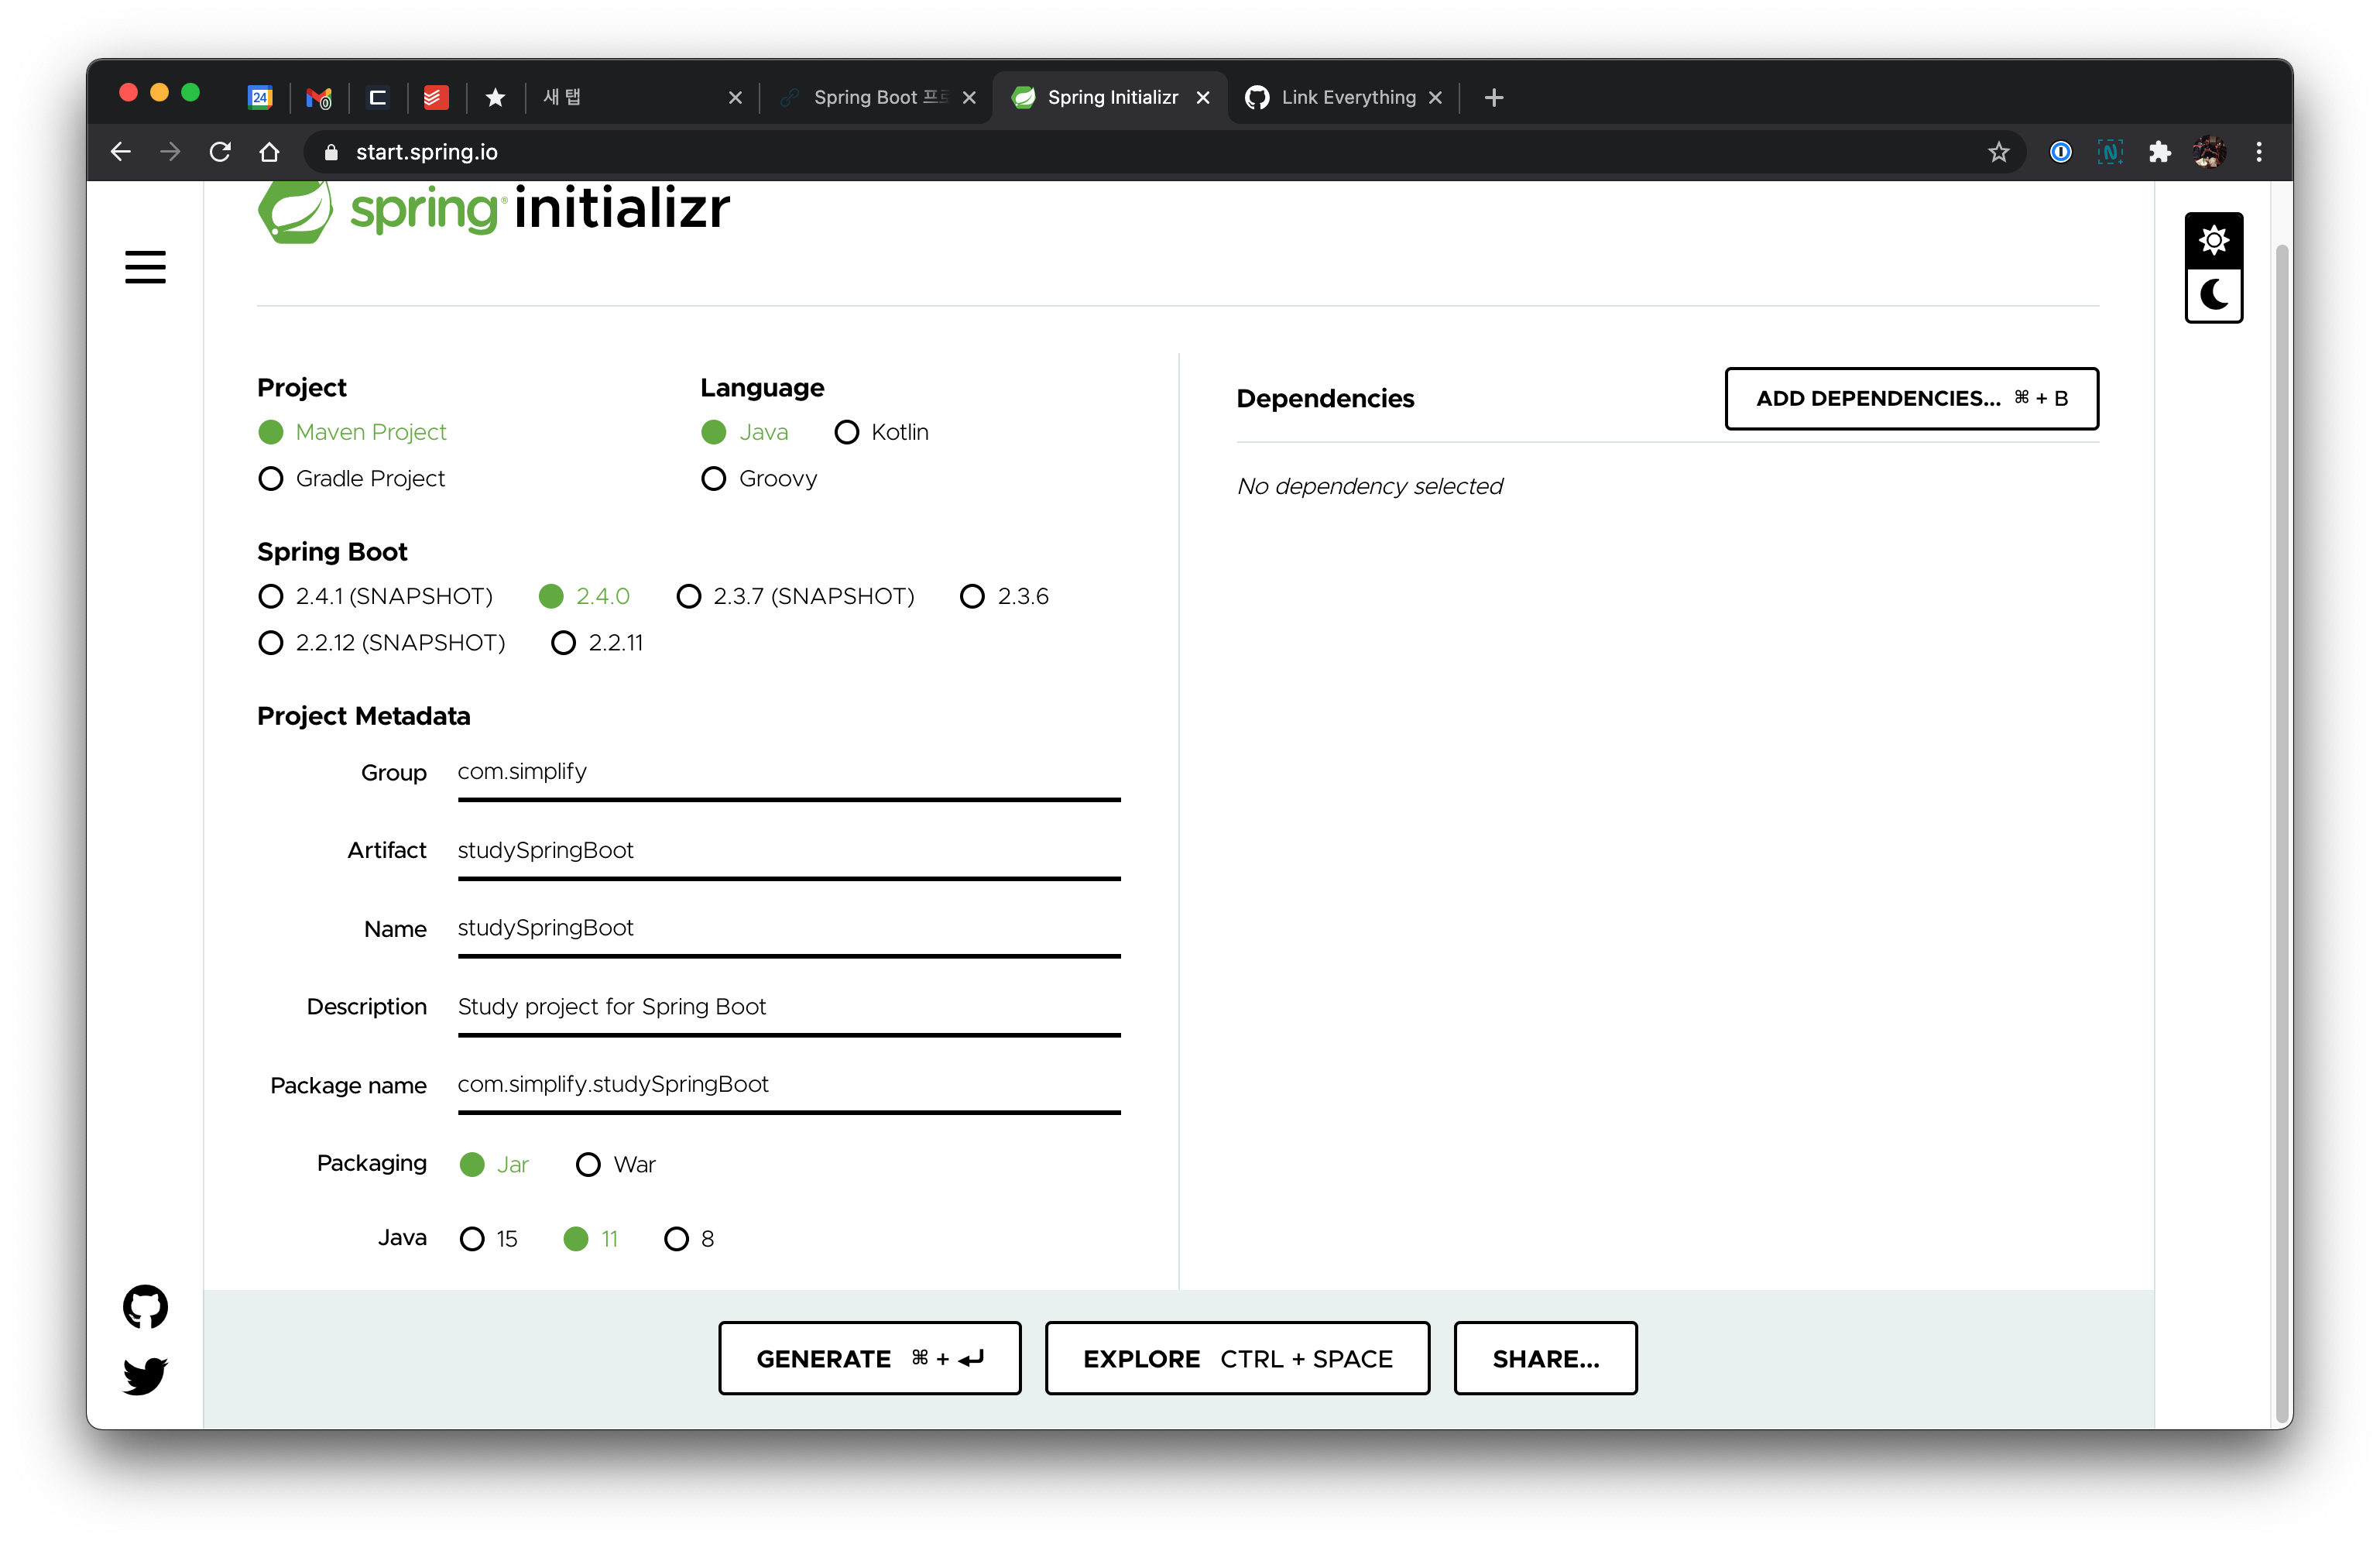 24
0
새 탭
Spring Boot
Spring Initializr
Link Everything
start.spring.io
spring® initializr
Project
Maven Project
Gradle Project
Language
Java
Kotlin
Groovy
Spring Boot
2.4.1 (SNAPSHOT)
2.4.0
2.3.7 (SNAPSHOT)
2.3.6
2.2.12 (SNAPSHOT)
2.2.11
Project Metadata
Group
com.simplify
Artifact
studySpringBoot
Name
studySpringBoot
Description
Study project for Spring Boot
Package name
com.simplify.studySpringBoot
Packaging
Jar
War
Java
15
11
8
Dependencies
ADD DEPENDENCIES... ⌘ + B
No dependency selected
GENERATE ⌘ + ↵
EXPLORE CTRL + SPACE
SHARE...